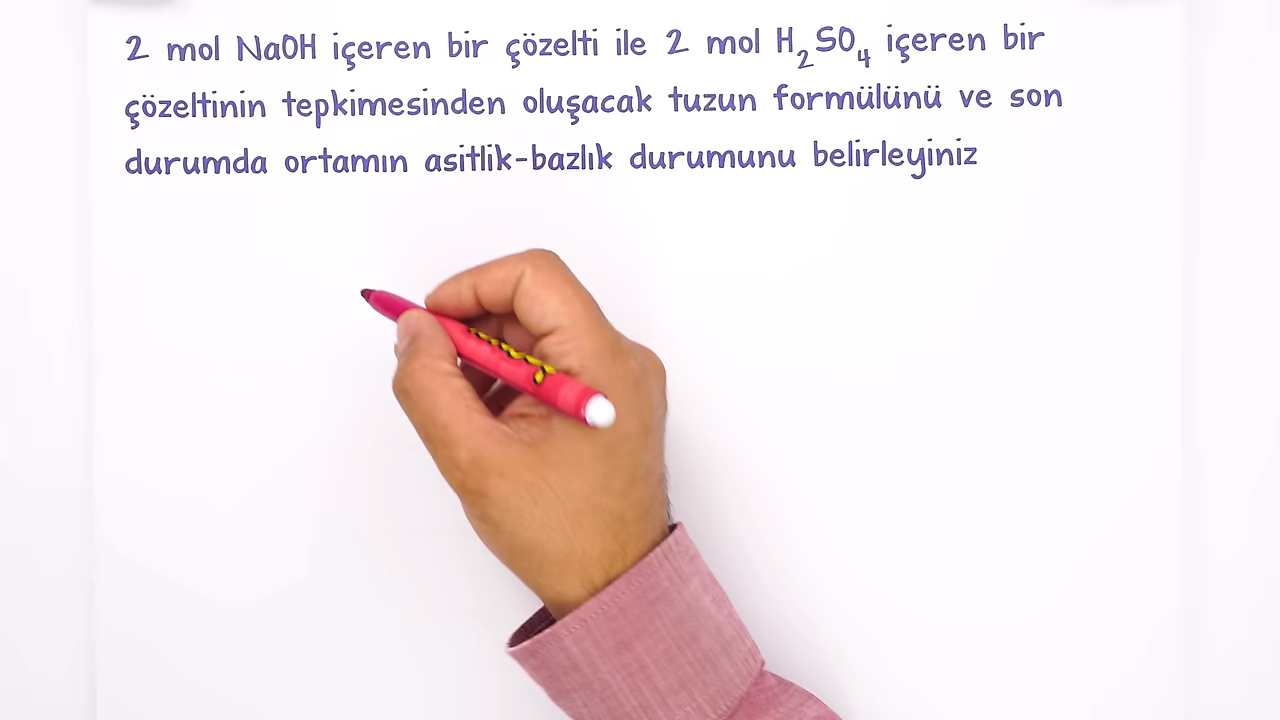 2 mol NaOH içeren bir çözelti ile 2 mol H₂SO₄ içeren bir
çözeltinin tepkimesinden oluşacak tuzun formülünü ve son
durumda ortamın asitlik-bazlık durumunu belirleyiniz